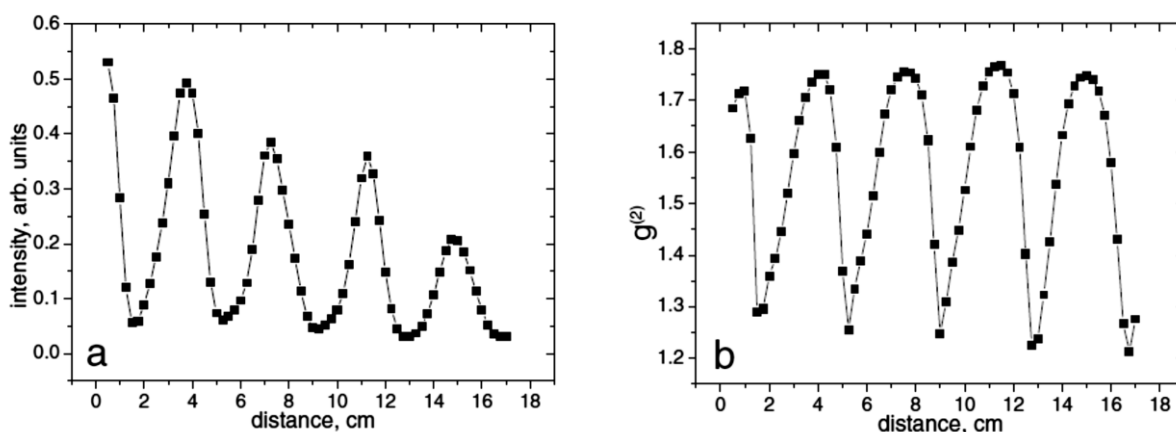 0.6
0.5
0.4
0.3
0.2
0.1
0.0
intensity, arb. units
a
0 2 4 6 8 10 12 14 16 18
distance, cm
1.8
1.7
1.6
1.5
1.4
1.3
1.2
g(2)
b
0 2 4 6 8 10 12 14 16 18
distance, cm